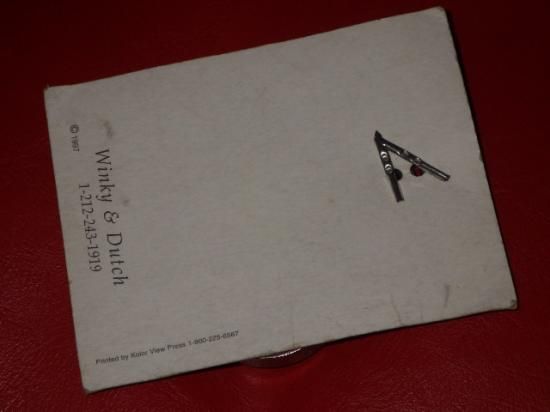 © 1997
Winky & Dutch
1-212-243-1919
Printed by Kolor View Press 1-800-225-6567